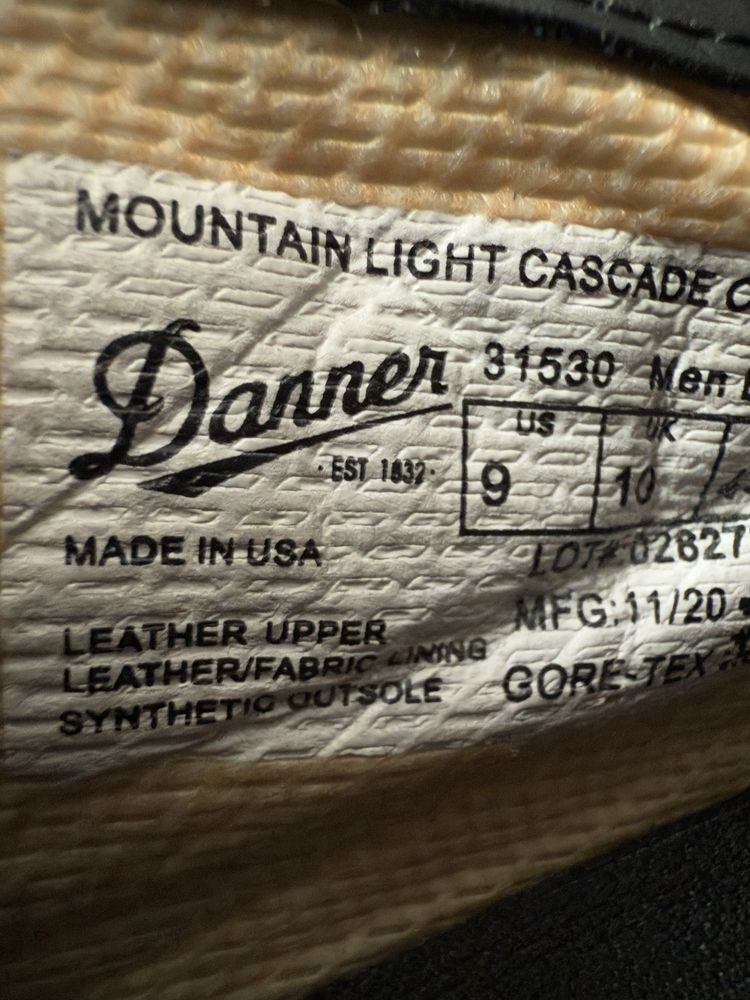 MOUNTAIN LIGHT CASCADE C
Danner
· EST 1832 ·
31530 Men
US UK
9 10
MADE IN USA
LOT# 02827
MFG:11/20
LEATHER UPPER
LEATHER/FABRIC LINING
SYNTHETIC OUTSOLE
GORE-TEX